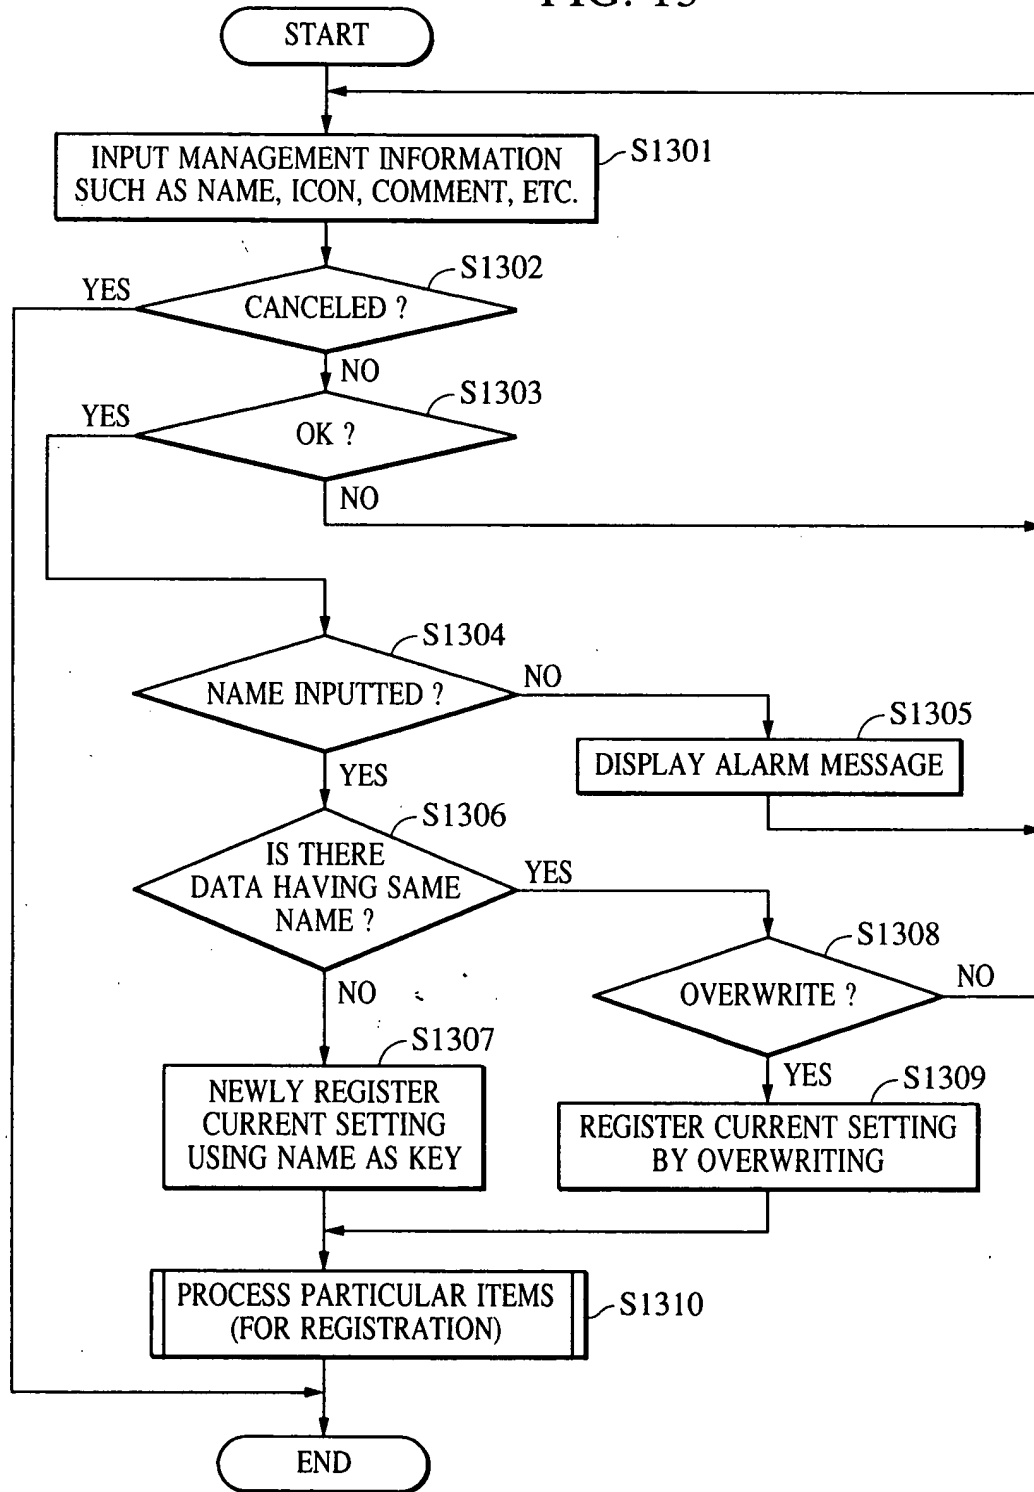 FIG. 13
START
S1301
INPUT MANAGEMENT INFORMATION
SUCH AS NAME, ICON, COMMENT, ETC.
S1302
YES
CANCELED ?
NO
S1303
YES
OK ?
NO
S1304
NAME INPUTTED ?
NO
S1305
DISPLAY ALARM MESSAGE
YES
S1306
IS THERE
DATA HAVING SAME
NAME ?
YES
S1308
OVERWRITE ?
NO
NO
S1307
NEWLY REGISTER
CURRENT SETTING
USING NAME AS KEY
YES
S1309
REGISTER CURRENT SETTING
BY OVERWRITING
PROCESS PARTICULAR ITEMS
(FOR REGISTRATION)
S1310
END